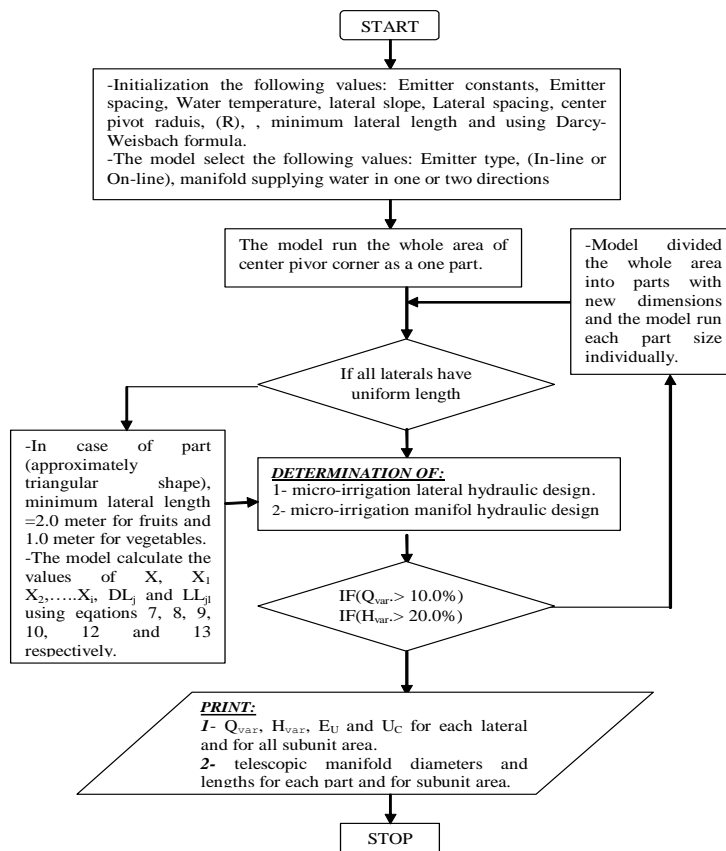 START
-Initialization the following values: Emitter constants, Emitter
spacing, Water temperature, lateral slope, Lateral spacing, center
pivot raduis, (R), , minimum lateral length and using Darcy-
Weisbach formula.
-The model select the following values: Emitter type, (In-line or
On-line), manifold supplying water in one or two directions
The model run the whole area of
center pivor corner as a one part.
-Model divided
the whole area
into parts with
new dimensions
and the model run
each part size
individually.
If all laterals have
uniform length
-In case of part
(approximately
triangular shape),
minimum lateral length
=2.0 meter for fruits and
1.0 meter for vegetables.
-The model calculate the
values of X, X₁
X₂,…..Xᵢ, DLⱼ and LLⱼₗ
using eqations 7, 8, 9,
10, 12 and 13
respectively.
DETERMINATION OF:
1- micro-irrigation lateral hydraulic design.
2- micro-irrigation manifol hydraulic design
IF(Qvar.> 10.0%)
IF(Hvar.> 20.0%)
PRINT:
1- Qvar, Hvar, EU and UC for each lateral
and for all subunit area.
2- telescopic manifold diameters and
lengths for each part and for subunit area.
STOP